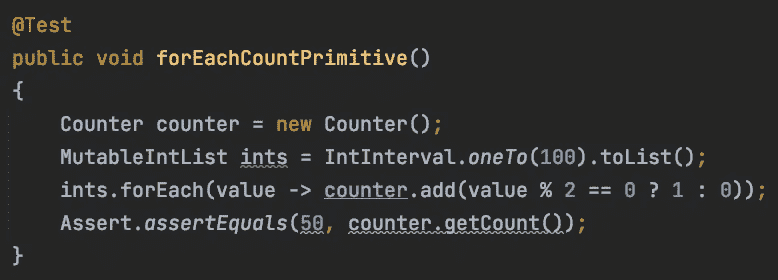 @Test
public void forEachCountPrimitive()
{
    Counter counter = new Counter();
    MutableIntList ints = IntInterval.oneTo(100).toList();
    ints.forEach(value -> counter.add(value % 2 == 0 ? 1 : 0));
    Assert.assertEquals(50, counter.getCount());
}